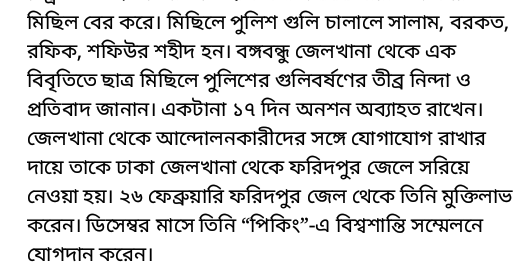 মিছিল বের করে। মিছিলে পুলিশ গুলি চালালে সালাম, বরকত,
রফিক, শফিউর শহীদ হন। বঙ্গবন্ধু জেলখানা থেকে এক
বিবৃতিতে ছাত্র মিছিলে পুলিশের গুলিবর্ষণের তীব্র নিন্দা ও
প্রতিবাদ জানান। একটানা ১৭ দিন অনশন অব্যাহত রাখেন।
জেলখানা থেকে আন্দোলনকারীদের সঙ্গে যোগাযোগ রাখার
দায়ে তাকে ঢাকা জেলখানা থেকে ফরিদপুর জেলে সরিয়ে
নেওয়া হয়। ২৬ ফেব্রুয়ারি ফরিদপুর জেল থেকে তিনি মুক্তিলাভ
করেন। ডিসেম্বর মাসে তিনি “পিকিং”-এ বিশ্বশান্তি সম্মেলনে
যোগদান করেন।